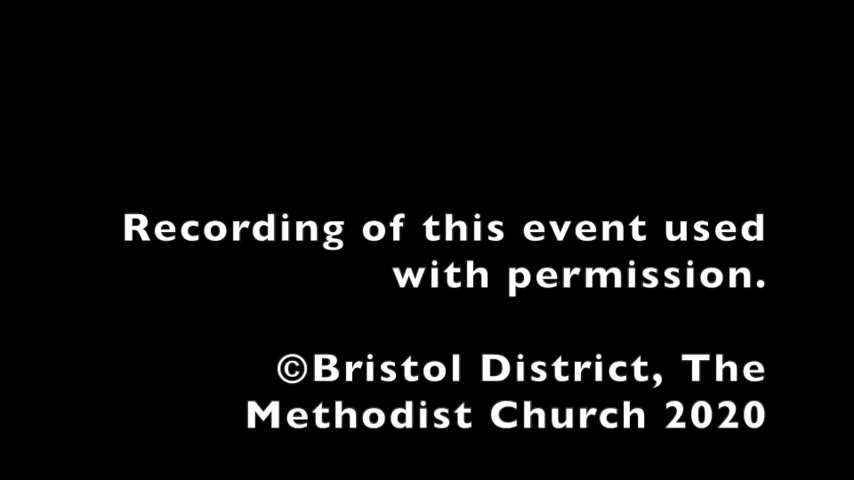 Recording of this event used
with permission.
©Bristol District, The
Methodist Church 2020